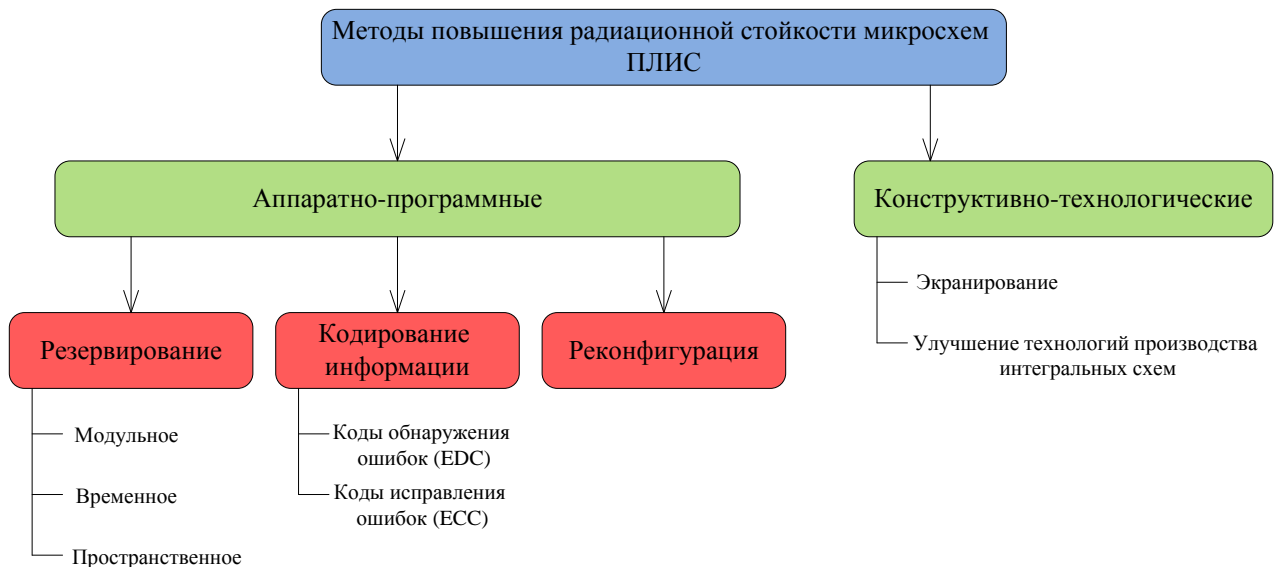 Методы повышения радиационной стойкости микросхем
ПЛИС
Аппаратно-программные
Конструктивно-технологические
Экранирование
Улучшение технологий производства
интегральных схем
Резервирование
Кодирование
информации
Реконфигурация
Модульное
Временное
Пространственное
Коды обнаружения
ошибок (EDC)
Коды исправления
ошибок (ECC)